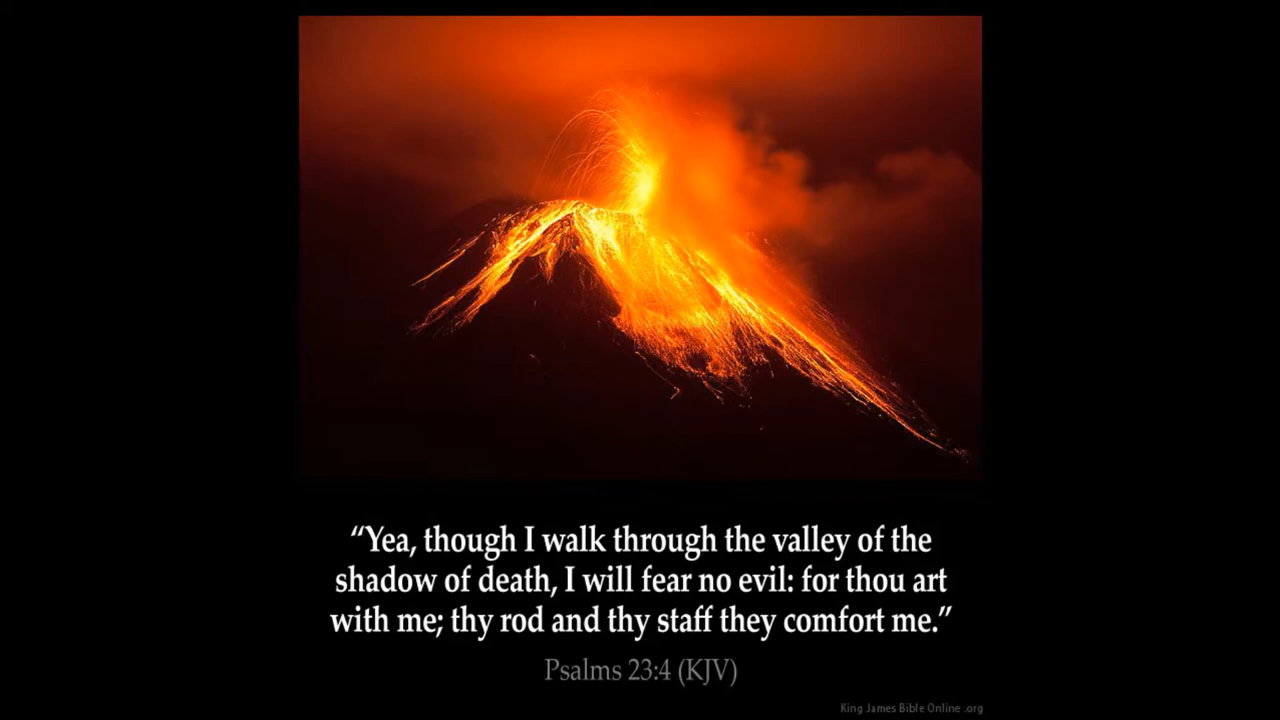 “Yea, though I walk through the valley of the
shadow of death, I will fear no evil: for thou art
with me; thy rod and thy staff they comfort me.”
Psalms 23:4 (KJV)
King James Bible Online .org